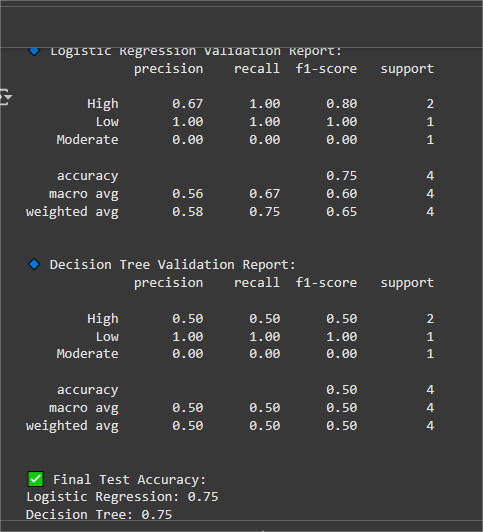 🔹 Logistic Regression Validation Report:
precision recall f1-score support
High 0.67 1.00 0.80 2
Low 1.00 1.00 1.00 1
Moderate 0.00 0.00 0.00 1
accuracy 0.75 4
macro avg 0.56 0.67 0.60 4
weighted avg 0.58 0.75 0.65 4
🔹 Decision Tree Validation Report:
precision recall f1-score support
High 0.50 0.50 0.50 2
Low 1.00 1.00 1.00 1
Moderate 0.00 0.00 0.00 1
accuracy 0.50 4
macro avg 0.50 0.50 0.50 4
weighted avg 0.50 0.50 0.50 4
✅ Final Test Accuracy:
Logistic Regression: 0.75
Decision Tree: 0.75